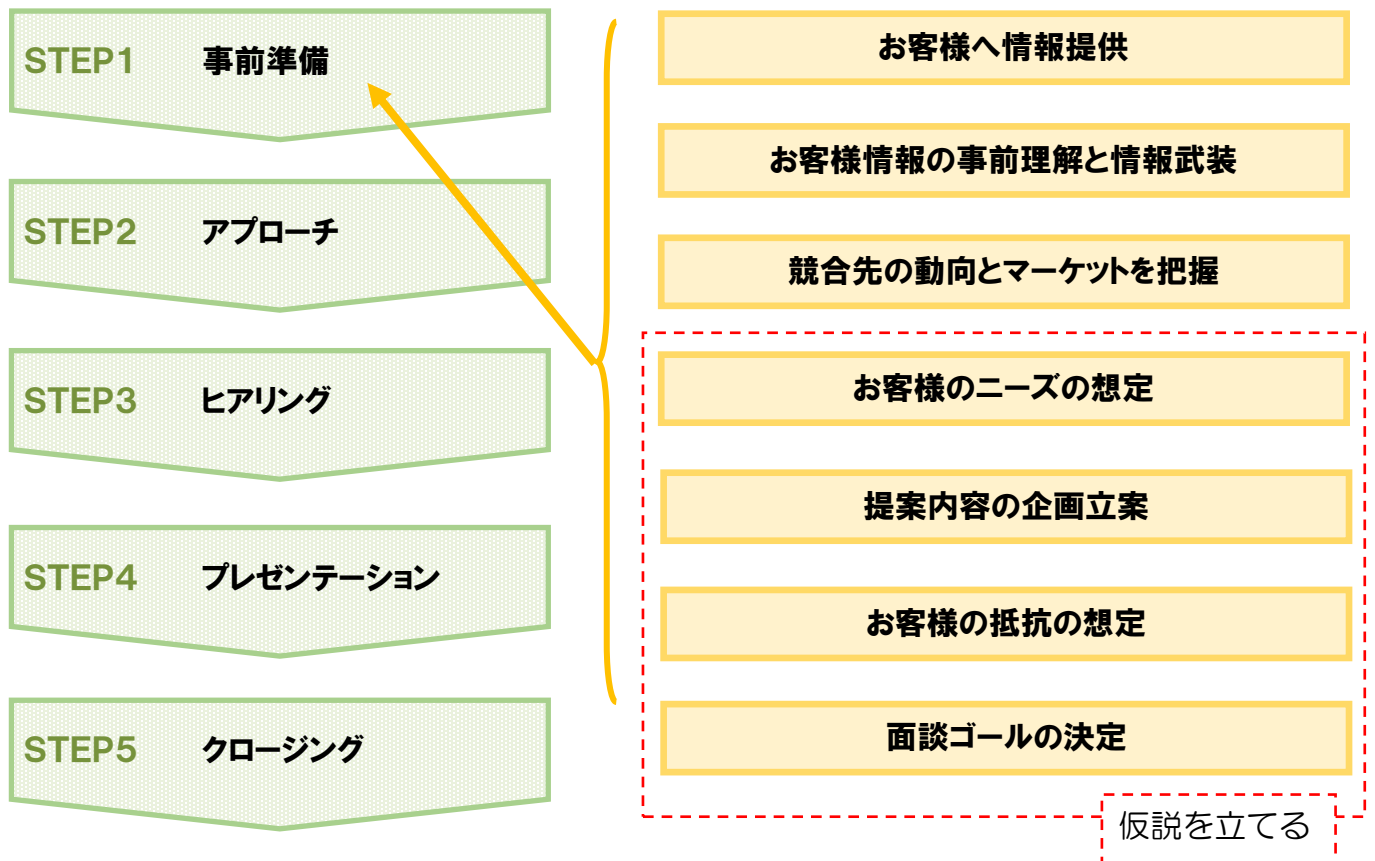 STEP1 事前準備
STEP2 アプローチ
STEP3 ヒアリング
STEP4 プレゼンテーション
STEP5 クロージング
お客様へ情報提供
お客様情報の事前理解と情報武装
競合先の動向とマーケットを把握
お客様のニーズの想定
提案内容の企画立案
お客様の抵抗の想定
面談ゴールの決定
仮説を立てる